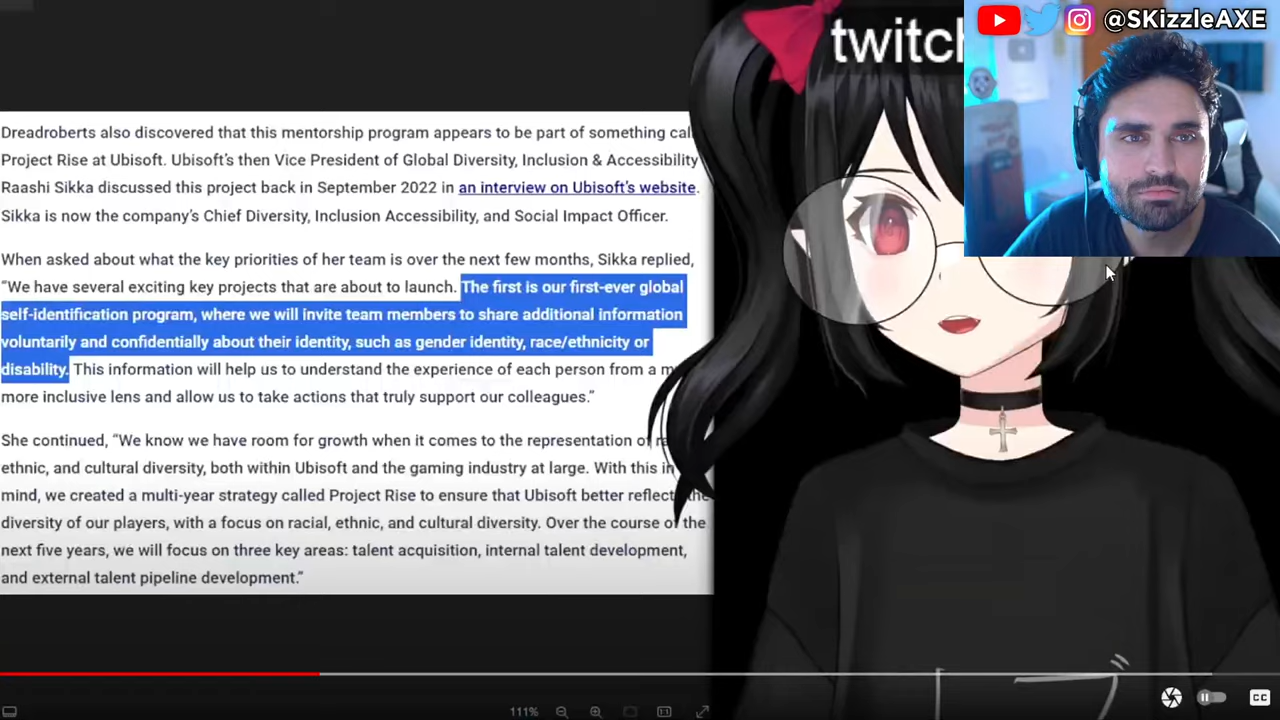 @SKizzleAXE
twitch
Dreadroberts also discovered that this mentorship program appears to be part of something
Project Rise at Ubisoft. Ubisoft's then Vice President of Global Diversity, Inclusion & Accessibility
Raashi Sikka discussed this project back in September 2022 in an interview on Ubisoft's website.
Sikka is now the company's Chief Diversity, Inclusion Accessibility, and Social Impact Officer.
When asked about what the key priorities of her team is over the next few months, Sikka replied,
“We have several exciting key projects that are about to launch. The first is our first-ever global
self-identification program, where we will invite team members to share additional information
voluntarily and confidentially about their identity, such as gender identity, race/ethnicity or
disability. This information will help us to understand the experience of each person from a
more inclusive lens and allow us to take actions that truly support our colleagues.”
She continued, “We know we have room for growth when it comes to the representation of
ethnic, and cultural diversity, both within Ubisoft and the gaming industry at large. With this in
mind, we created a multi-year strategy called Project Rise to ensure that Ubisoft better reflects the
diversity of our players, with a focus on racial, ethnic, and cultural diversity. Over the course of the
next five years, we will focus on three key areas: talent acquisition, internal talent development,
and external talent pipeline development.”
111%
1:1
CC